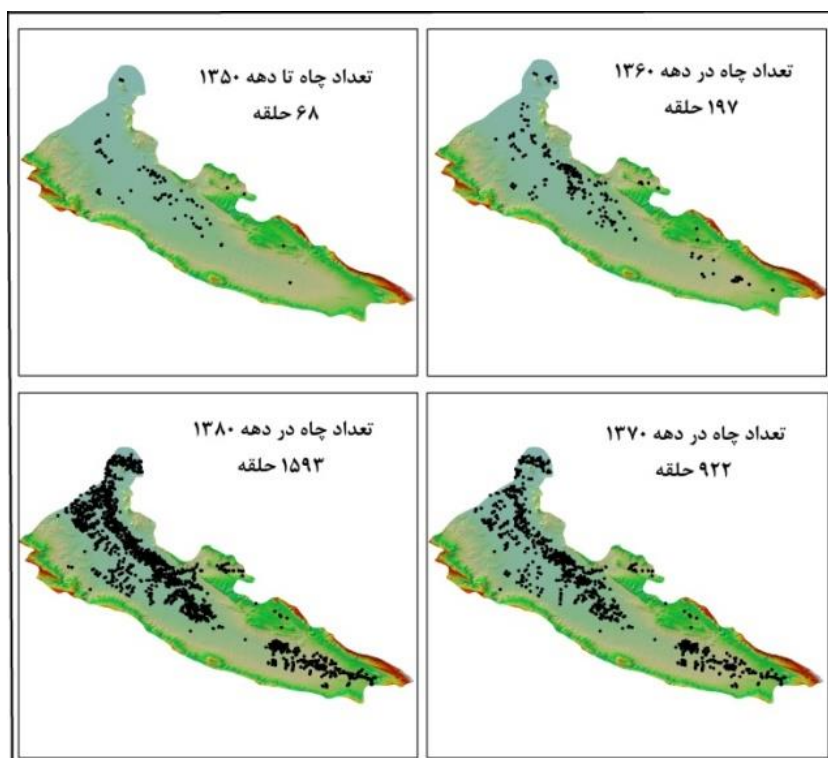 تعداد چاه تا دهه ۱۳۵۰
۶۸ حلقه
تعداد چاه در دهه ۱۳۶۰
۱۹۷ حلقه
تعداد چاه در دهه ۱۳۷۰
۹۲۲ حلقه
تعداد چاه در دهه ۱۳۸۰
۱۵۹۳ حلقه